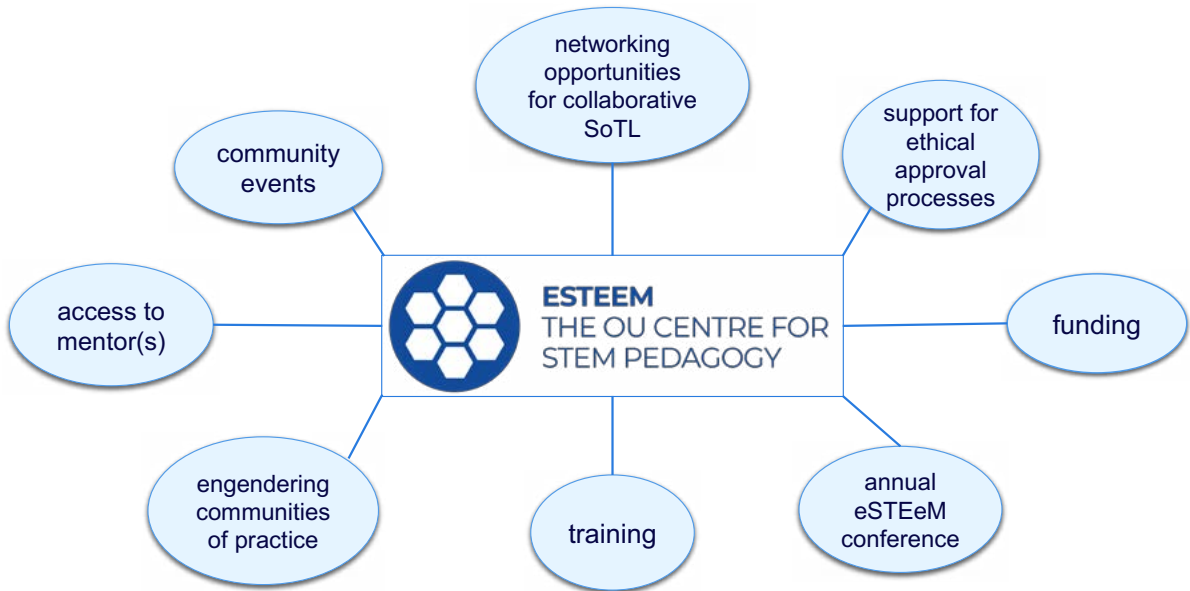 networking
opportunities
for collaborative
SoTL
support for
ethical
approval
processes
community
events
access to
mentor(s)
ESTEEM
THE OU CENTRE FOR
STEM PEDAGOGY
funding
engendering
communities
of practice
training
annual
eSTEeM
conference